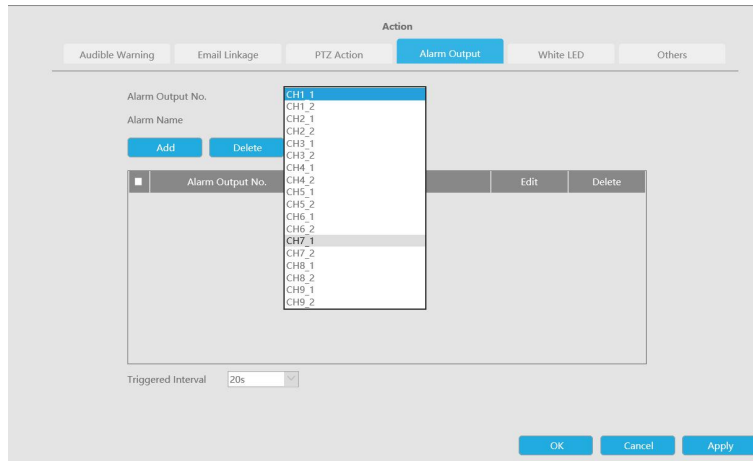 Action
Audible Warning Email Linkage PTZ Action Alarm Output White LED Others
Alarm Output No.
CH1_1
CH1_2
Alarm Name
CH2_1
CH2_2
Add Delete
CH3_1
CH3_2
CH4_1
Alarm Output No. Edit Delete
CH4_2
CH5_1
CH5_2
CH6_1
CH6_2
CH7_1
CH7_2
CH8_1
CH8_2
CH9_1
CH9_2
Triggered Interval 20s
OK Cancel Apply